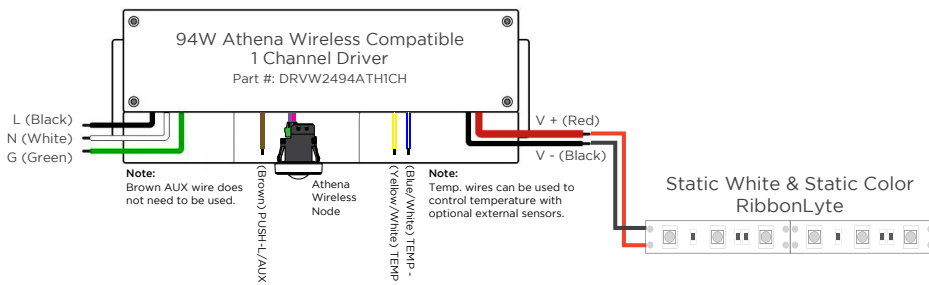 94W Athena Wireless Compatible
1 Channel Driver
Part #: DRVW2494ATH1CH
L (Black)
N (White)
G (Green)
Note:
Brown AUX wire does
not need to be used.
(Brown) PUSH-L/AUX
Athena
Wireless
Node
(Yellow/White) TEMP
(Blue/White) TEMP -
Note:
Temp. wires can be used to
control temperature with
optional external sensors.
V + (Red)
V - (Black)
Static White & Static Color
RibbonLyte